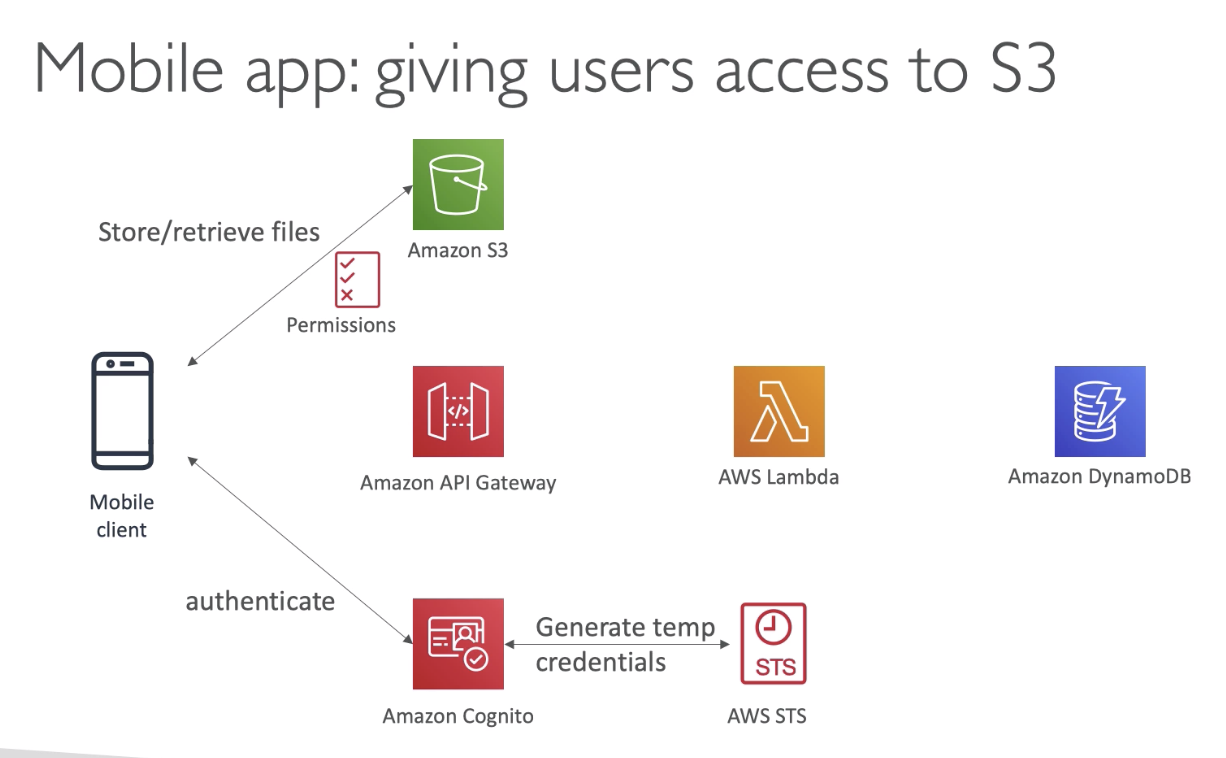 Mobile app: giving users access to S3
Store/retrieve files
Amazon S3
Permissions
Mobile
client
</>
Amazon API Gateway
AWS Lambda
Amazon DynamoDB
authenticate
Generate temp
credentials
STS
Amazon Cognito
AWS STS